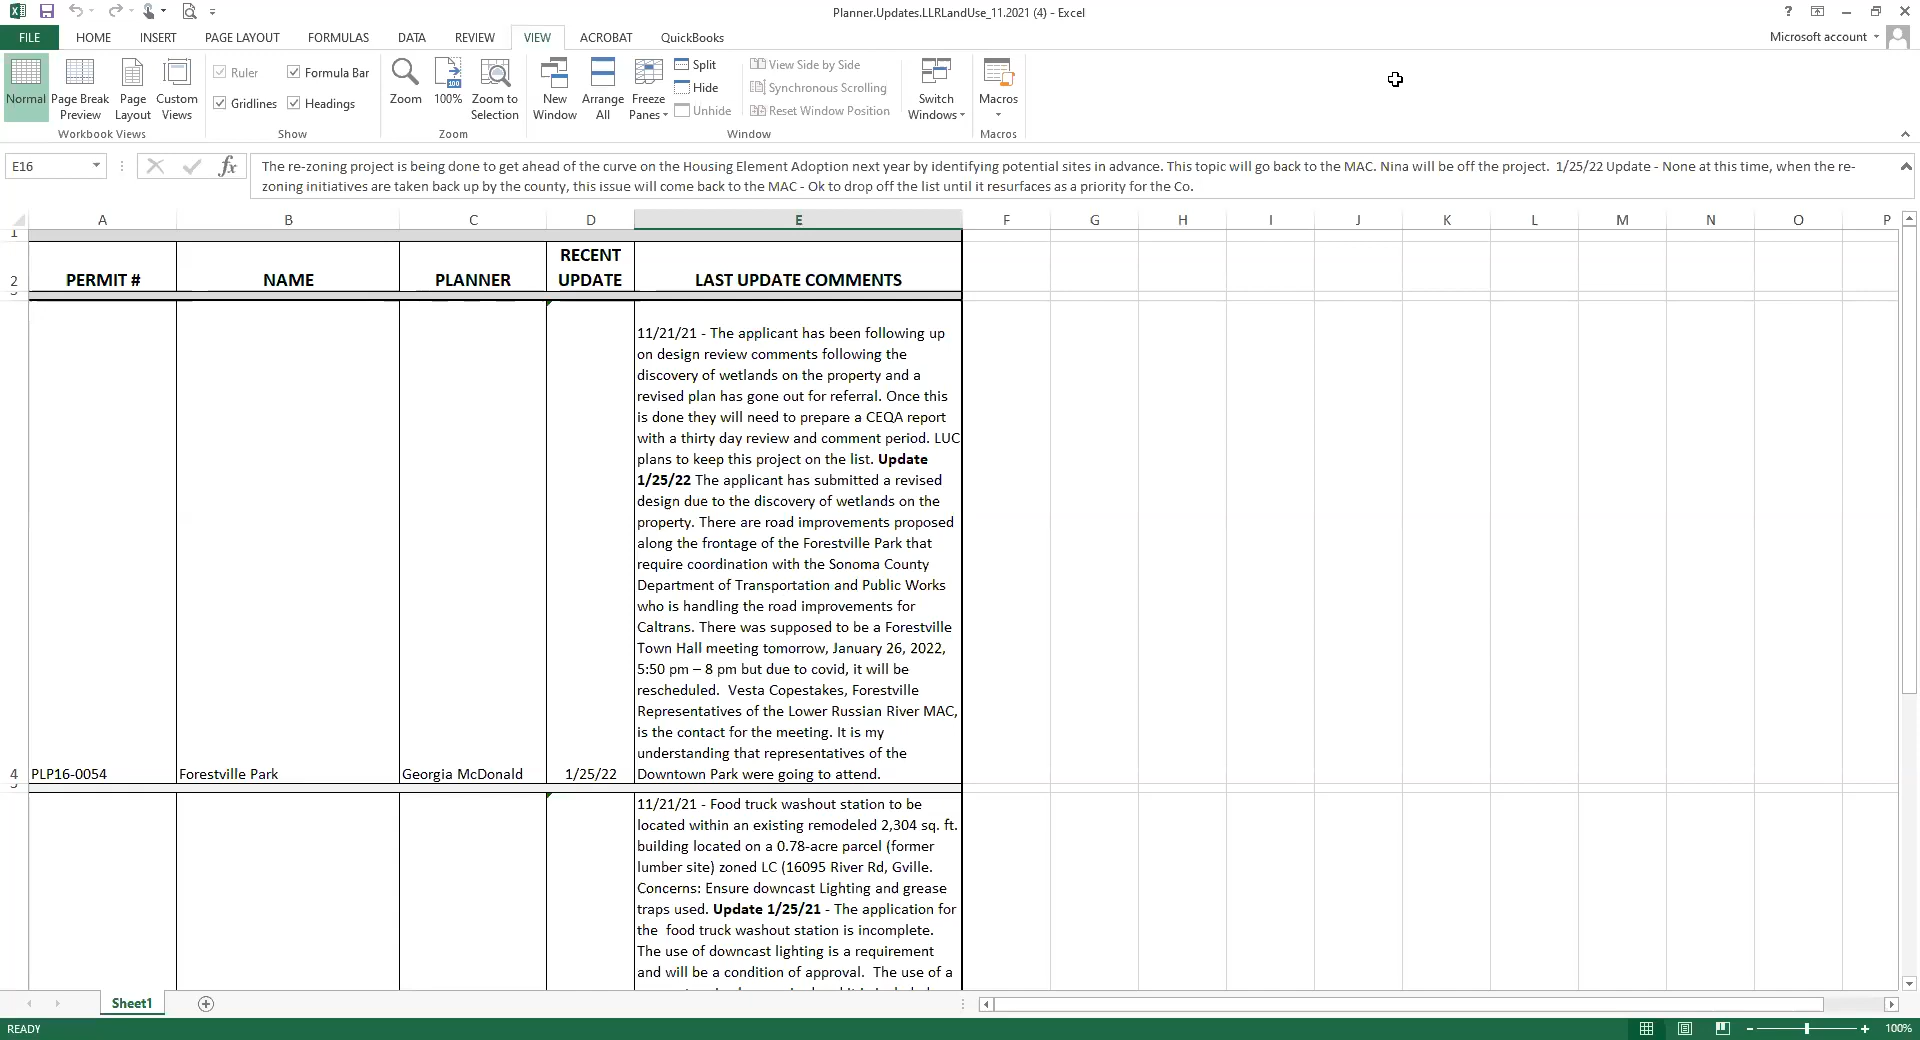 Planner.Updates.LLRLandUse_11.2021 (4) - Excel
?
FILE HOME INSERT PAGE LAYOUT FORMULAS DATA REVIEW VIEW ACROBAT QuickBooks Microsoft account
Normal
Page Break Preview
Page Layout
Custom Views
Workbook Views
Ruler
Formula Bar
Gridlines
Headings
Show
Zoom
100%
Zoom to Selection
Zoom
New Window
Arrange All
Freeze Panes
Split
Hide
Unhide
View Side by Side
Synchronous Scrolling
Reset Window Position
Window
Switch Windows
Macros
Macros
E16
fx
The re-zoning project is being done to get ahead of the curve on the Housing Element Adoption next year by identifying potential sites in advance. This topic will go back to the MAC. Nina will be off the project.  1/25/22 Update - None at this time, when the re-
zoning initiatives are taken back up by the county, this issue will come back to the MAC - Ok to drop off the list until it resurfaces as a priority for the Co.
A B C D E F G H I J K L M N O P
1
2 PERMIT # NAME PLANNER RECENT UPDATE LAST UPDATE COMMENTS
11/21/21 - The applicant has been following up
on design review comments following the
discovery of wetlands on the property and a
revised plan has gone out for referral. Once this
is done they will need to prepare a CEQA report
with a thirty day review and comment period. LUC
plans to keep this project on the list. Update
1/25/22 The applicant has submitted a revised
design due to the discovery of wetlands on the
property. There are road improvements proposed
along the frontage of the Forestville Park that
require coordination with the Sonoma County
Department of Transportation and Public Works
who is handling the road improvements for
Caltrans. There was supposed to be a Forestville
Town Hall meeting tomorrow, January 26, 2022,
5:50 pm – 8 pm but due to covid, it will be
rescheduled.  Vesta Copestakes, Forestville
Representatives of the Lower Russian River MAC,
is the contact for the meeting. It is my
understanding that representatives of the
4 PLP16-0054 Forestville Park Georgia McDonald 1/25/22 Downtown Park were going to attend.
11/21/21 - Food truck washout station to be
located within an existing remodeled 2,304 sq. ft.
building located on a 0.78-acre parcel (former
lumber site) zoned LC (16095 River Rd, Gville.
Concerns: Ensure downcast Lighting and grease
traps used. Update 1/25/21 - The application for
the  food truck washout station is incomplete.
The use of downcast lighting is a requirement
and will be a condition of approval.  The use of a
Sheet1
READY
100%